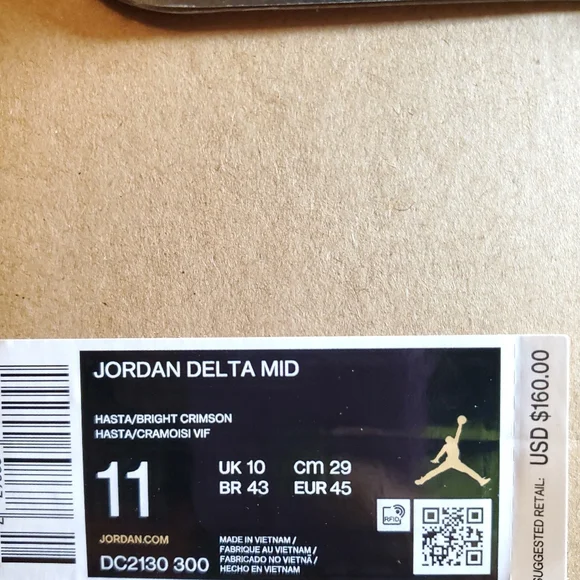 JORDAN DELTA MID
HASTA/BRIGHT CRIMSON
HASTA/CRAMOISI VIF
11
UK 10 CM 29
BR 43 EUR 45
RFID
JORDAN.COM
DC2130 300
MADE IN VIETNAM /
FABRIQUE AU VIETNAM /
FABRICADO NO VIETNÃ /
HECHO EN VIETNAM
RETAIL: USD $160.00